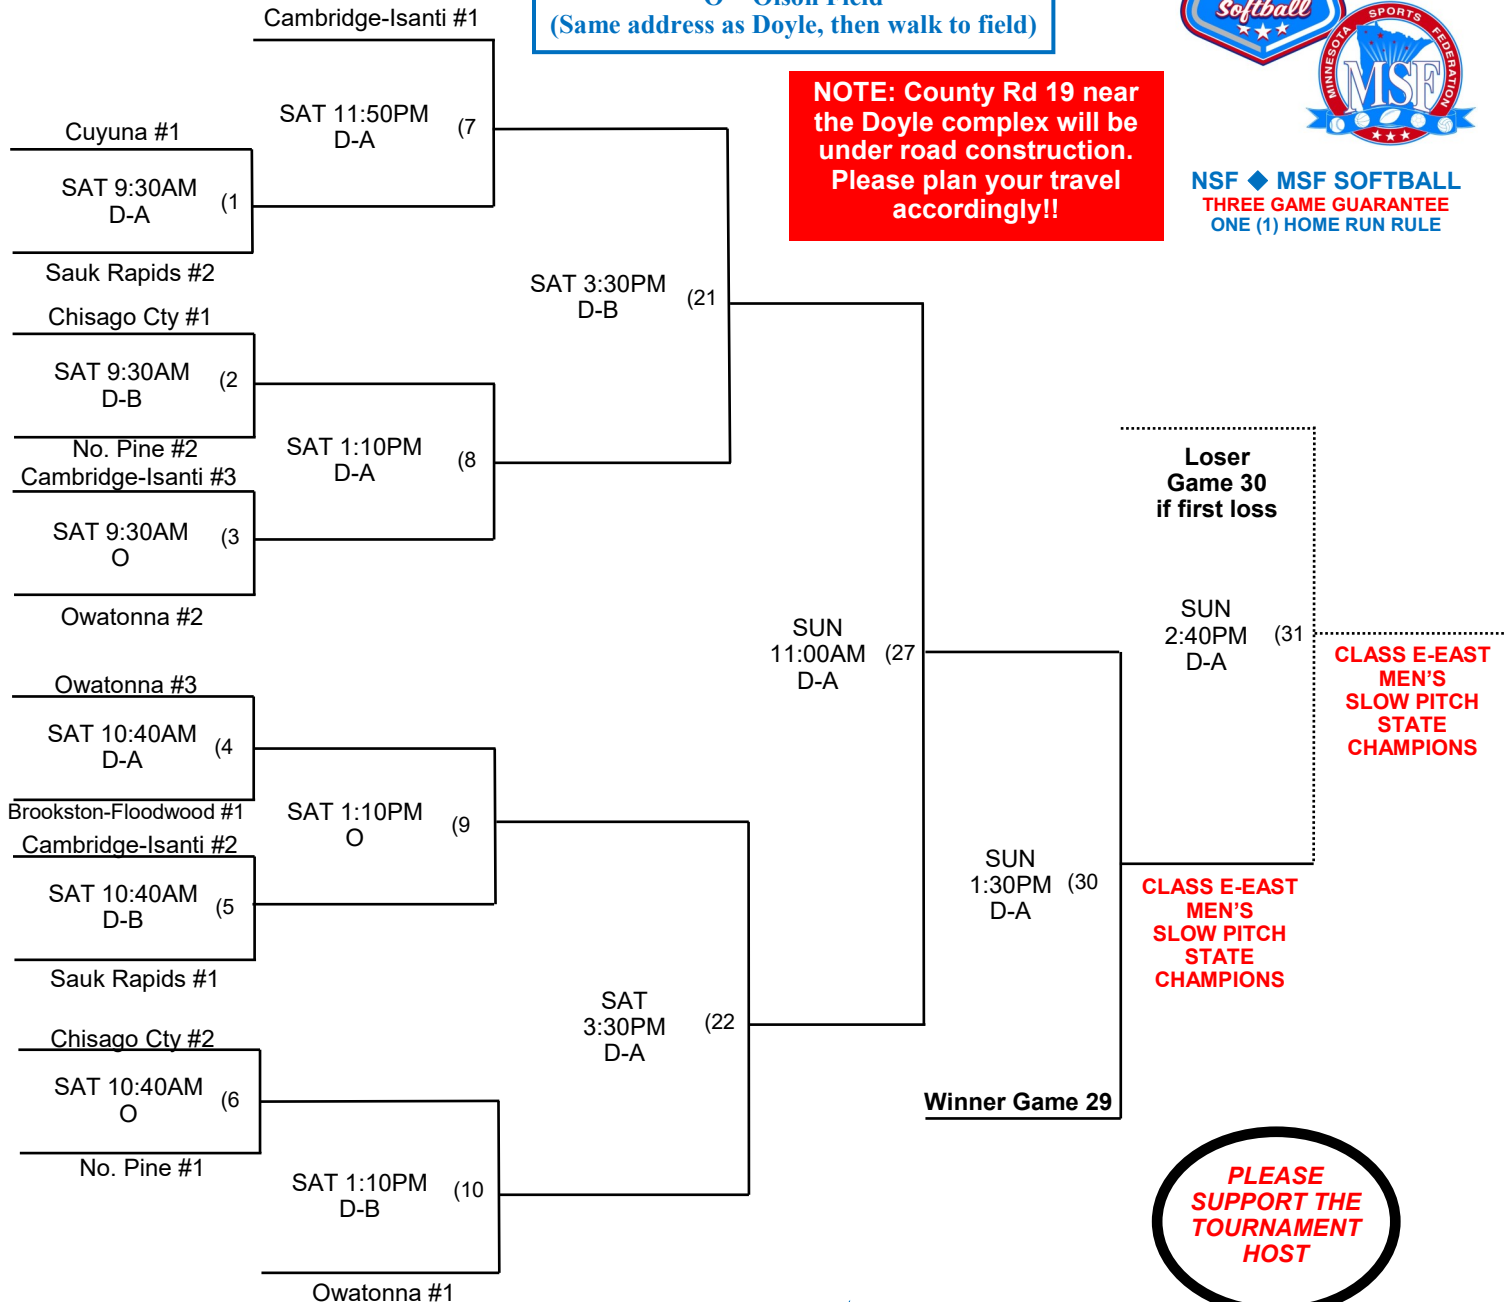 Cambridge-Isanti #1
(Same address as Doyle, then walk to field)
Softball
MINNESOTA SPORTS FEDERATION
MSF
NOTE: County Rd 19 near
the Doyle complex will be
under road construction.
Please plan your travel
accordingly!!
NSF ◆ MSF SOFTBALL
THREE GAME GUARANTEE
ONE (1) HOME RUN RULE
SAT 11:50PM
D-A
(7
Cuyuna #1
SAT 9:30AM
D-A
(1
Sauk Rapids #2
SAT 3:30PM
D-B
(21
Chisago Cty #1
SAT 9:30AM
D-B
(2
No. Pine #2
SAT 1:10PM
D-A
(8
Cambridge-Isanti #3
SAT 9:30AM
O
(3
Owatonna #2
Loser
Game 30
if first loss
SUN
2:40PM
D-A
(31
CLASS E-EAST
MEN'S
SLOW PITCH
STATE
CHAMPIONS
SUN
11:00AM
D-A
(27
Owatonna #3
SAT 10:40AM
D-A
(4
Brookston-Floodwood #1
SAT 1:10PM
O
(9
Cambridge-Isanti #2
SAT 10:40AM
D-B
(5
Sauk Rapids #1
SUN
1:30PM
D-A
(30
CLASS E-EAST
MEN'S
SLOW PITCH
STATE
CHAMPIONS
SAT
3:30PM
D-A
(22
Chisago Cty #2
SAT 10:40AM
O
(6
No. Pine #1
Winner Game 29
SAT 1:10PM
D-B
(10
Owatonna #1
PLEASE
SUPPORT THE
TOURNAMENT
HOST